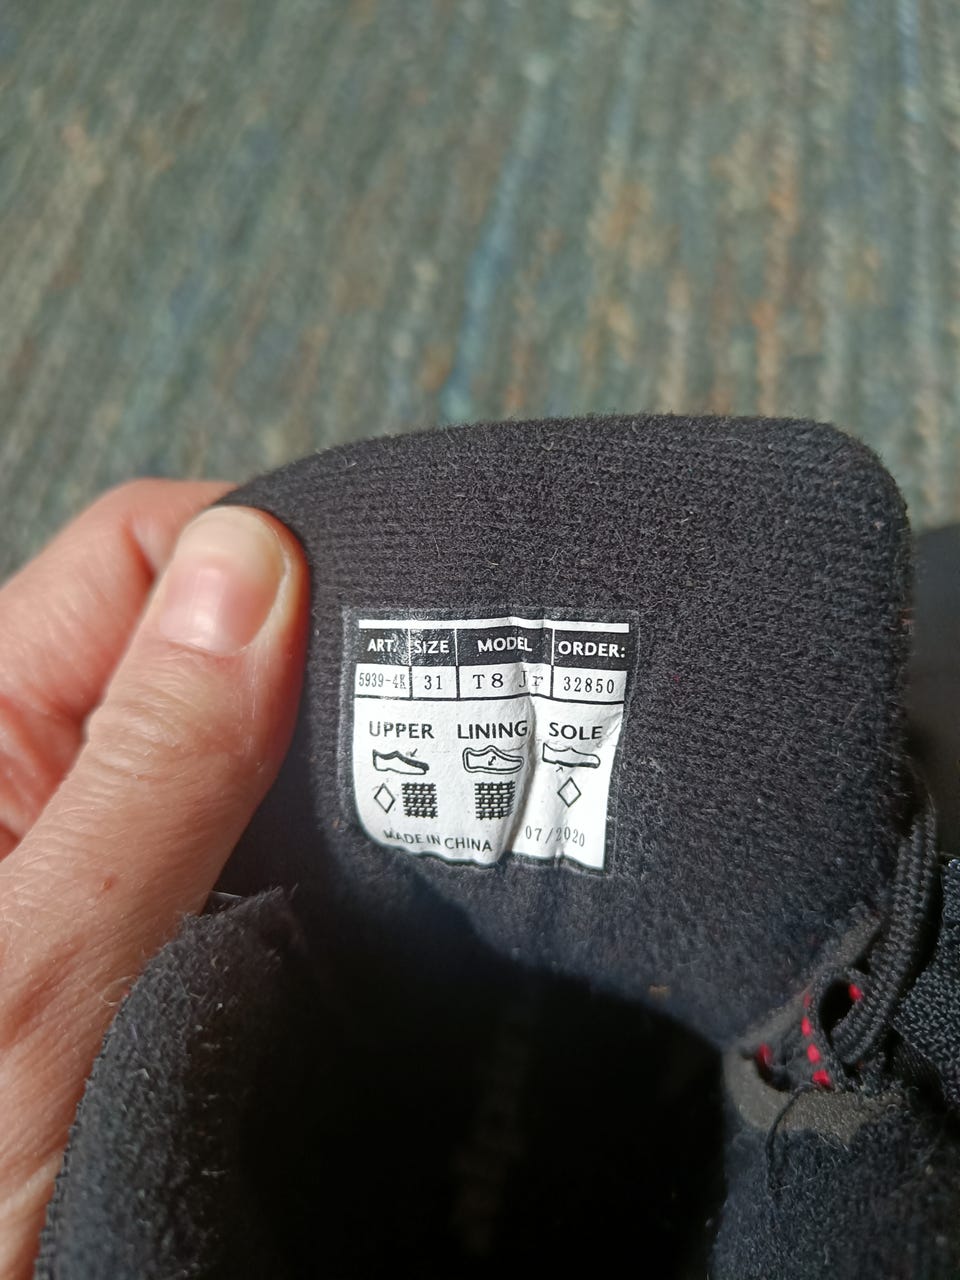 ART. SIZE MODEL ORDER:
5939-4K 31 T8 Jr 32850
UPPER LINING SOLE
MADE IN CHINA 07/2020